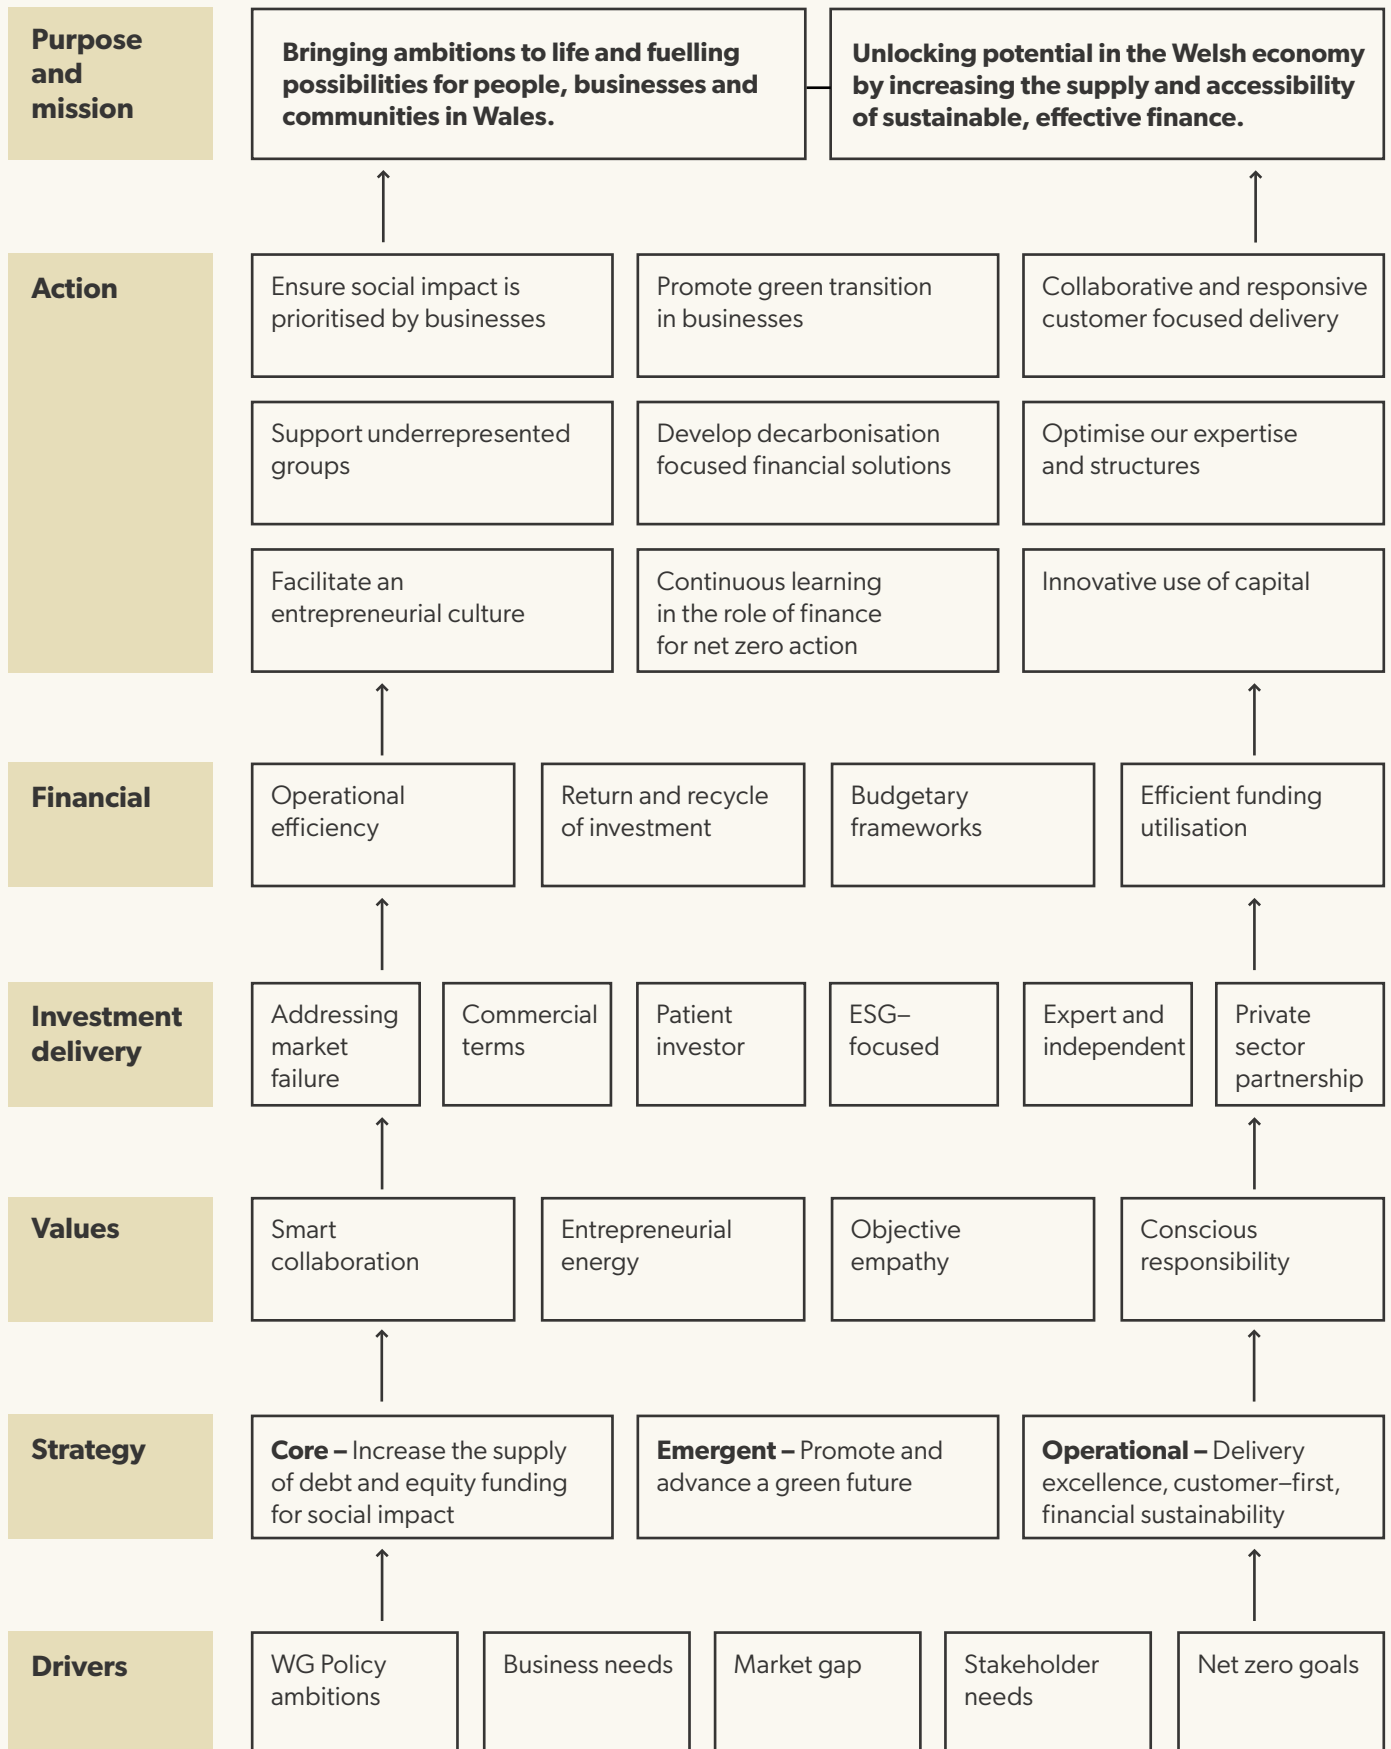 Purpose
and
mission
Bringing ambitions to life and fuelling
possibilities for people, businesses and
communities in Wales.
Unlocking potential in the Welsh economy
by increasing the supply and accessibility
of sustainable, effective finance.
Action
Ensure social impact is
prioritised by businesses
Promote green transition
in businesses
Collaborative and responsive
customer focused delivery
Support underrepresented
groups
Develop decarbonisation
focused financial solutions
Optimise our expertise
and structures
Facilitate an
entrepreneurial culture
Continuous learning
in the role of finance
for net zero action
Innovative use of capital
Financial
Operational
efficiency
Return and recycle
of investment
Budgetary
frameworks
Efficient funding
utilisation
Investment
delivery
Addressing
market
failure
Commercial
terms
Patient
investor
ESG–
focused
Expert and
independent
Private
sector
partnership
Values
Smart
collaboration
Entrepreneurial
energy
Objective
empathy
Conscious
responsibility
Strategy
Core – Increase the supply
of debt and equity funding
for social impact
Emergent – Promote and
advance a green future
Operational – Delivery
excellence, customer–first,
financial sustainability
Drivers
WG Policy
ambitions
Business needs
Market gap
Stakeholder
needs
Net zero goals